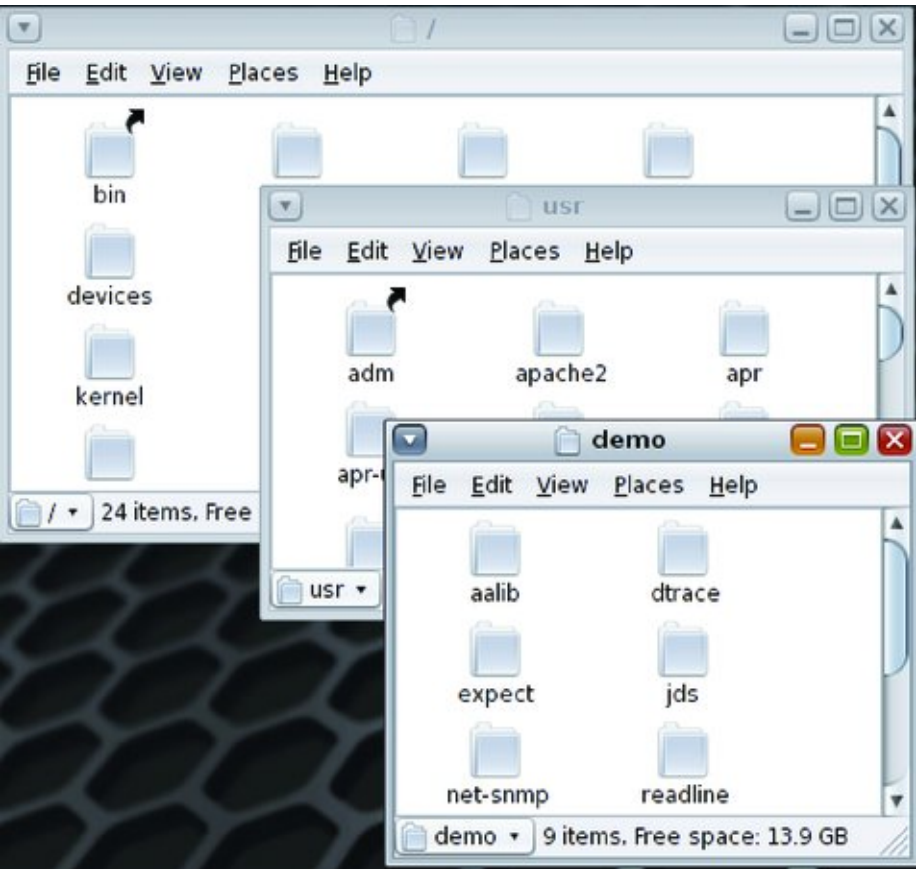 /
File Edit View Places Help
bin
devices
kernel
/ 24 items, Free
usr
File Edit View Places Help
adm apache2 apr
apr-
usr
demo
File Edit View Places Help
aalib dtrace
expect jds
net-snmp readline
demo 9 items, Free space: 13.9 GB